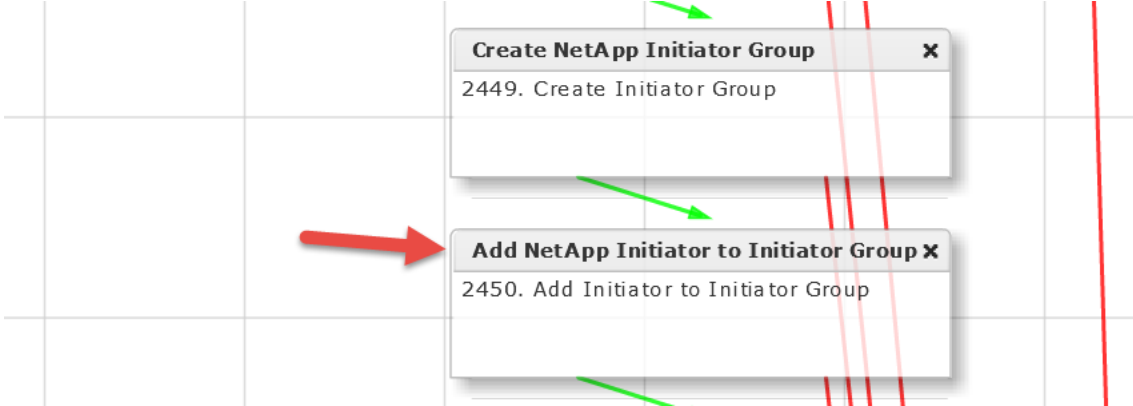 Create NetApp Initiator Group
2449. Create Initiator Group
Add NetApp Initiator to Initiator Group
2450. Add Initiator to Initiator Group